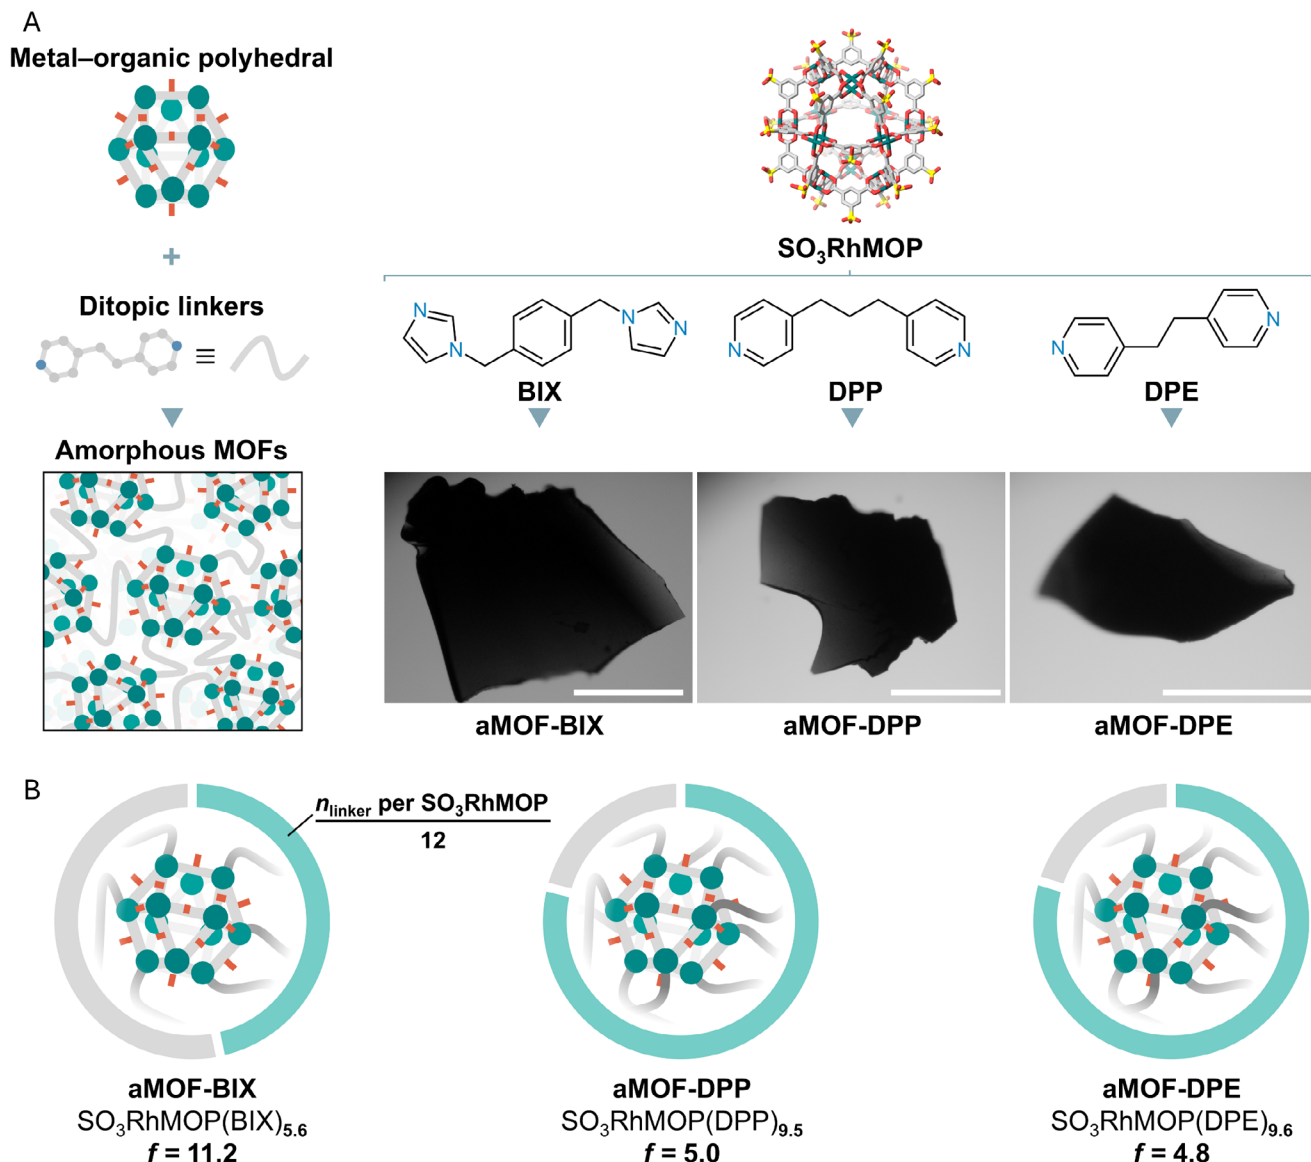 A
Metal–organic polyhedral
+
Ditopic linkers
≡
Amorphous MOFs
SO₃RhMOP
N
N
N
N
BIX
N
N
DPP
N
N
DPE
aMOF-BIX
aMOF-DPP
aMOF-DPE
B
n_linker per SO₃RhMOP
12
aMOF-BIX
SO₃RhMOP(BIX)₅.₆
f = 11.2
aMOF-DPP
SO₃RhMOP(DPP)₉.₅
f = 5.0
aMOF-DPE
SO₃RhMOP(DPE)₉.₆
f = 4.8